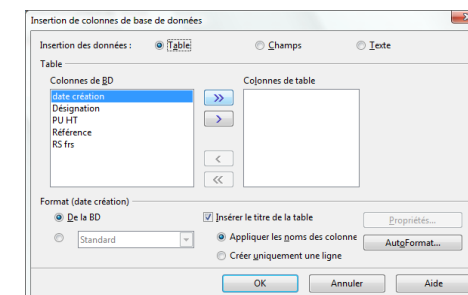 Insertion de colonnes de base de données
Insertion des données : Table Champs Texte
Table
Colonnes de BD Colonnes de table
date création
Désignation
PU HT
Référence
RS frs
Format (date création)
De la BD Insérer le titre de la table Propriétés...
Standard Appliquer les noms des colonne AutoFormat...
Créer uniquement une ligne
OK Annuler Aide